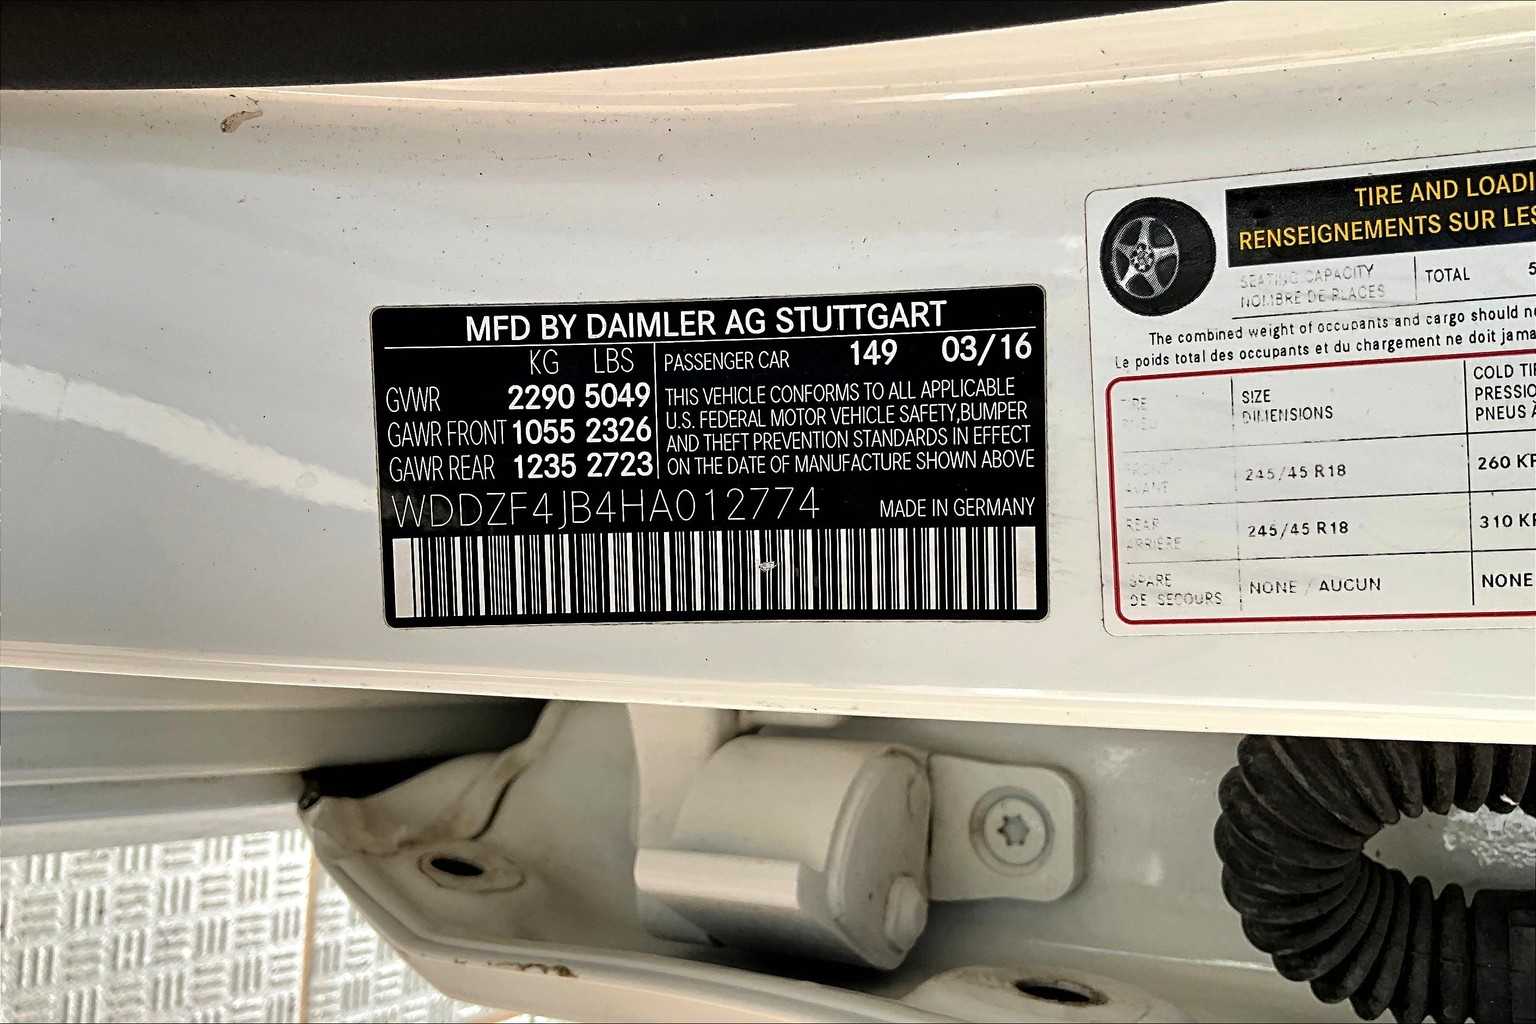 MFD BY DAIMLER AG STUTTGART
KG LBS
GVWR 2290 5049
GAWR FRONT 1055 2326
GAWR REAR 1235 2723
PASSENGER CAR 149 03/16
THIS VEHICLE CONFORMS TO ALL APPLICABLE
U.S. FEDERAL MOTOR VEHICLE SAFETY,BUMPER
AND THEFT PREVENTION STANDARDS IN EFFECT
ON THE DATE OF MANUFACTURE SHOWN ABOVE
WDDZF4JB4HA012774 MADE IN GERMANY
TIRE AND LOADI
RENSEIGNEMENTS SUR LES
SEATING CAPACITY TOTAL 5
NOMBRE DE PLACES
The combined weight of occupants and cargo should n
Le poids total des occupants et du chargement ne doit jama
SIZE COLD TI
DIMENSIONS PRESSIO
PNEUS
245/45 R18 260 KP
REAR 245/45 R18 310 KP
ARRIÈRE
SPARE NONE / AUCUN NONE
DE SECOURS